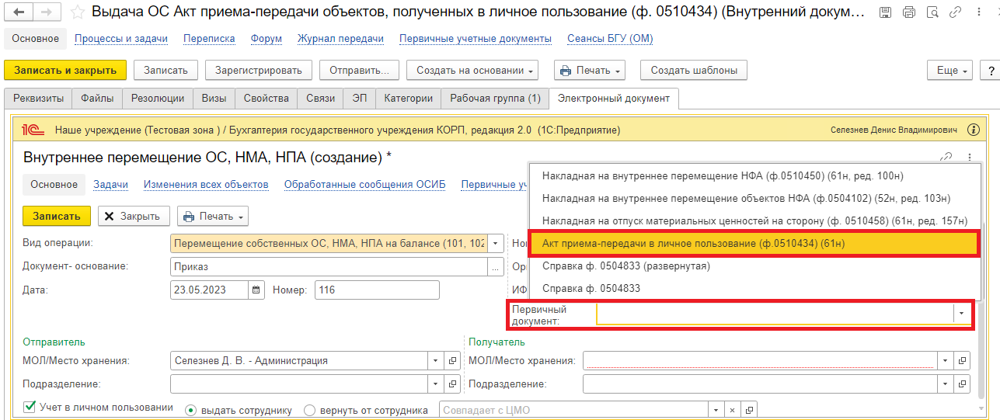 Выдача ОС Акт приема-передачи объектов, полученных в личное пользование (ф. 0510434) (Внутренний докум...
Основное Процессы и задачи Переписка Форум Журнал передачи Первичные учетные документы Сеансы БГУ (ОМ)
Записать и закрыть Записать Зарегистрировать Отправить... Создать на основании Печать Создать шаблоны Еще ?
Реквизиты Файлы Резолюции Визы Свойства Связи ЭП Категории Рабочая группа (1) Электронный документ
1С Наше учреждение (Тестовая зона ) / Бухгалтерия государственного учреждения КОРП, редакция 2.0 (1С:Предприятие) Селезнев Денис Владимирович
Внутреннее перемещение ОС, НМА, НПА (создание) *
Основное Задачи Изменения всех объектов Обработанные сообщения ОСИБ Первичные уч
Накладная на внутреннее перемещение НФА (ф.0510450) (61н, ред. 100н)
Накладная на внутреннее перемещение объектов НФА (ф.0504102) (52н, ред. 103н)
Накладная на отпуск материальных ценностей на сторону (ф. 0510458) (61н, ред. 157н)
Акт приема-передачи в личное пользование (ф.0510434) (61н)
Справка ф. 0504833 (развернутая)
Справка ф. 0504833
Записать Закрыть Печать
Вид операции: Перемещение собственных ОС, НМА, НПА на балансе (101, 102 Ном
Документ- основание: Приказ ... Орг
Дата: 23.05.2023 Номер: 116 ИФ
Первичный
документ:
Отправитель Получатель
МОЛ/Место хранения: Селезнев Д. В. - Администрация МОЛ/Место хранения:
Подразделение: Подразделение:
Учет в личном пользовании выдать сотруднику вернуть от сотрудника Совпадает с ЦМО